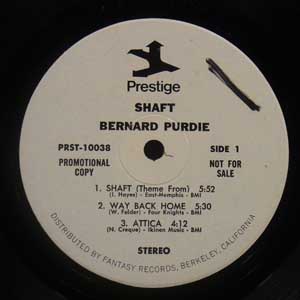 Prestige
SHAFT
BERNARD PURDIE
PRST-10038
SIDE 1
PROMOTIONAL
COPY
NOT FOR
SALE
1. SHAFT (Theme From) 5:52
(I. Hayes) - East-Memphis - BMI
2. WAY BACK HOME 5:30
(W. Felder) - Four Knights - BMI
3. ATTICA 4:12
(N. Creque) - Ikinen Music - BMI
STEREO
DISTRIBUTED BY FANTASY RECORDS, BERKELEY, CALIFORNIA